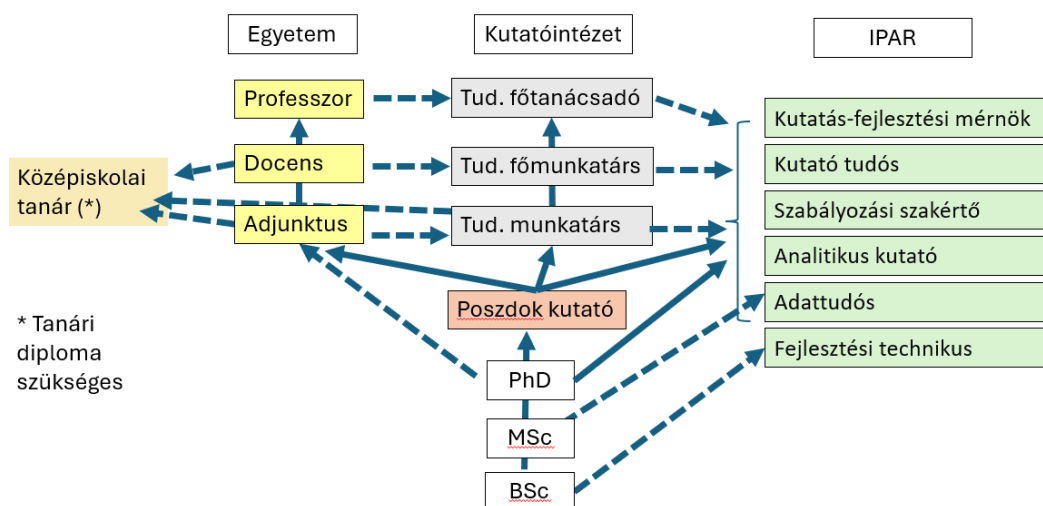 Egyetem
Kutatóintézet
IPAR
Professzor
Tud. főtanácsadó
Kutatás-fejlesztési mérnök
Docens
Tud. főmunkatárs
Kutató tudós
Középiskolai
tanár (*)
Adjunktus
Tud. munkatárs
Szabályozási szakértő
Analitikus kutató
Poszdok kutató
Adattudós
* Tanári
diploma
szükséges
Fejlesztési technikus
PhD
MSc
BSc